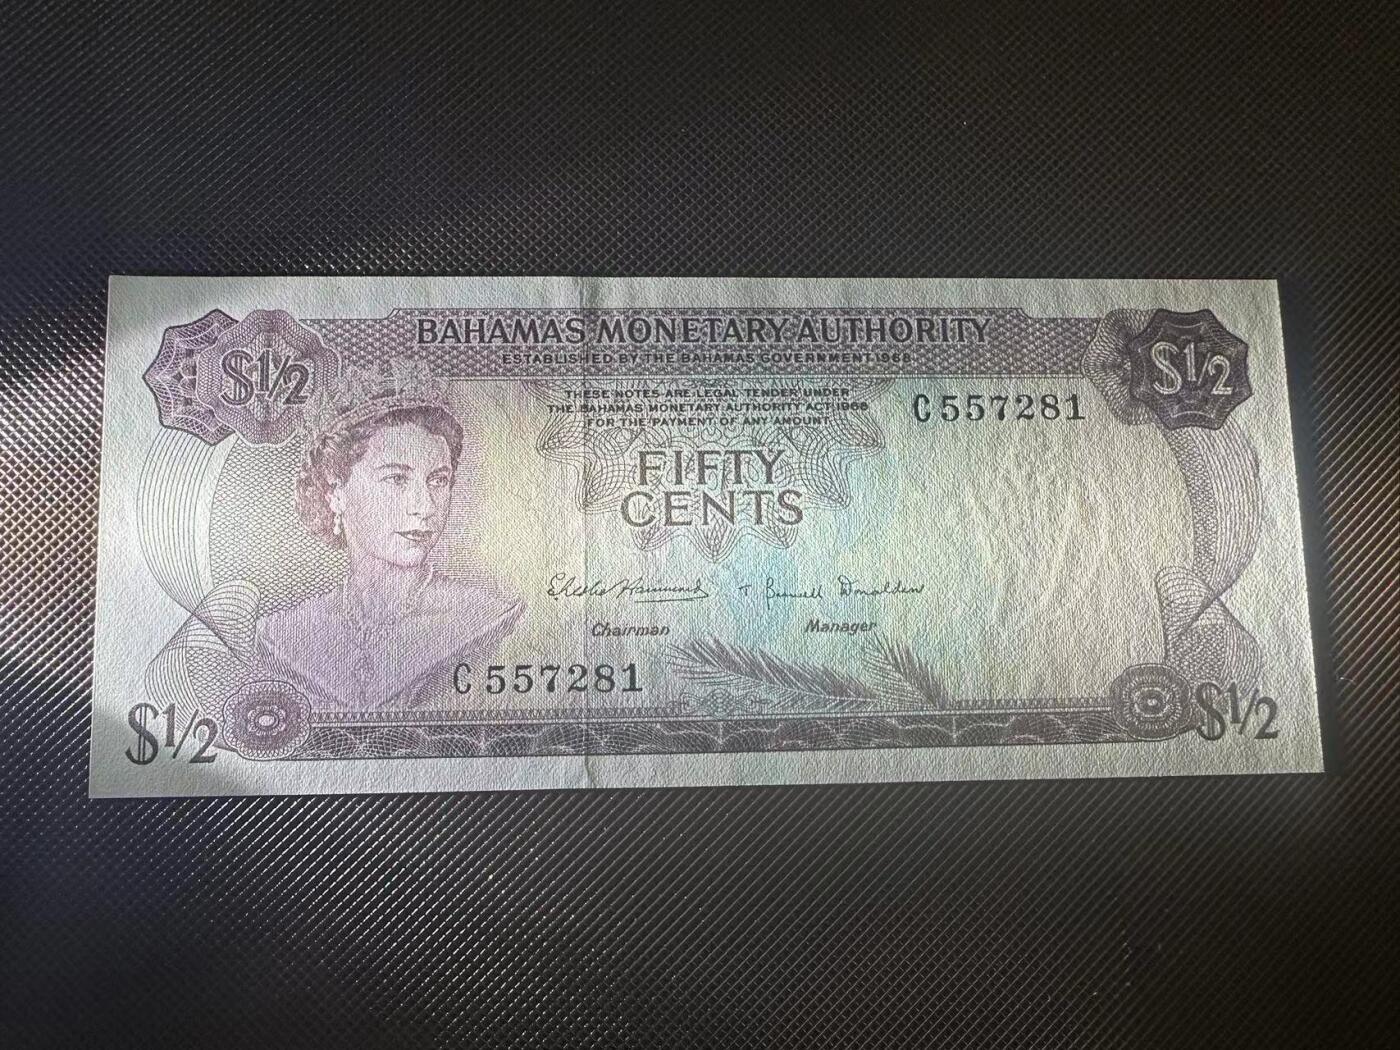 BAHAMAS MONETARY AUTHORITY
ESTABLISHED BY THE BAHAMAS GOVERNMENT 1968
$1/2
$1/2
THESE NOTES ARE LEGAL TENDER UNDER
THE BAHAMAS MONETARY AUTHORITY ACT 1968
FOR THE PAYMENT OF ANY AMOUNT
C557281
FIFTY
CENTS
Chairman
Manager
C557281
$1/2
$1/2